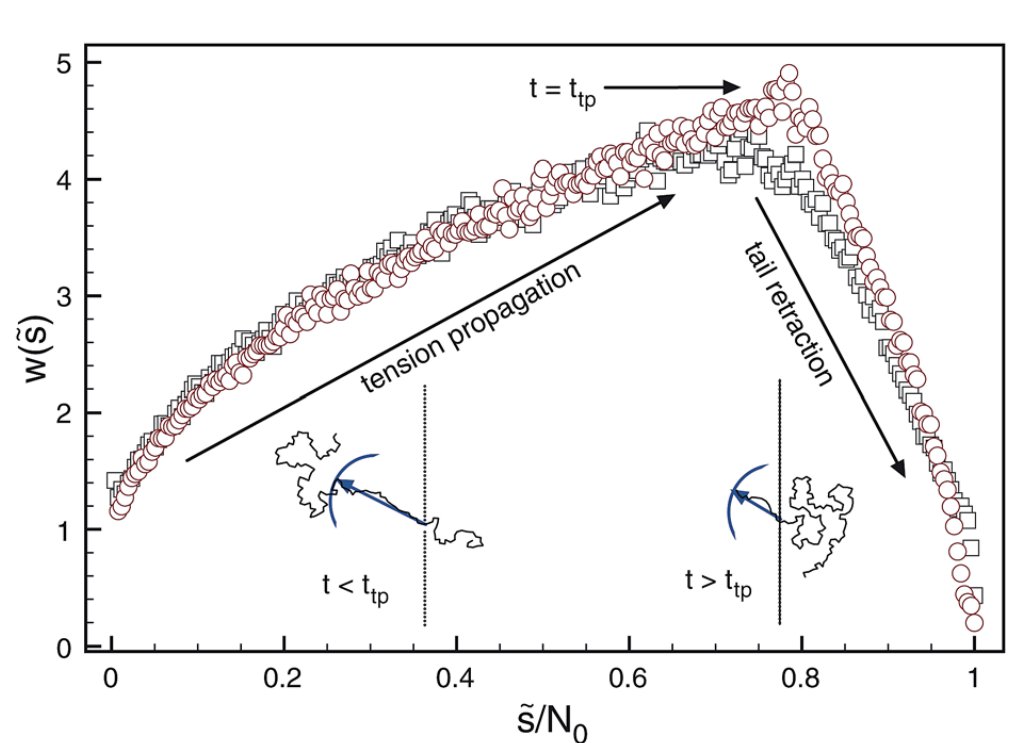 5
4
3
2
1
0
w(s̃)
t = t_tp
tension propagation
tail retraction
t < t_tp
t > t_tp
0
0.2
0.4
0.6
0.8
1
s̃/N₀